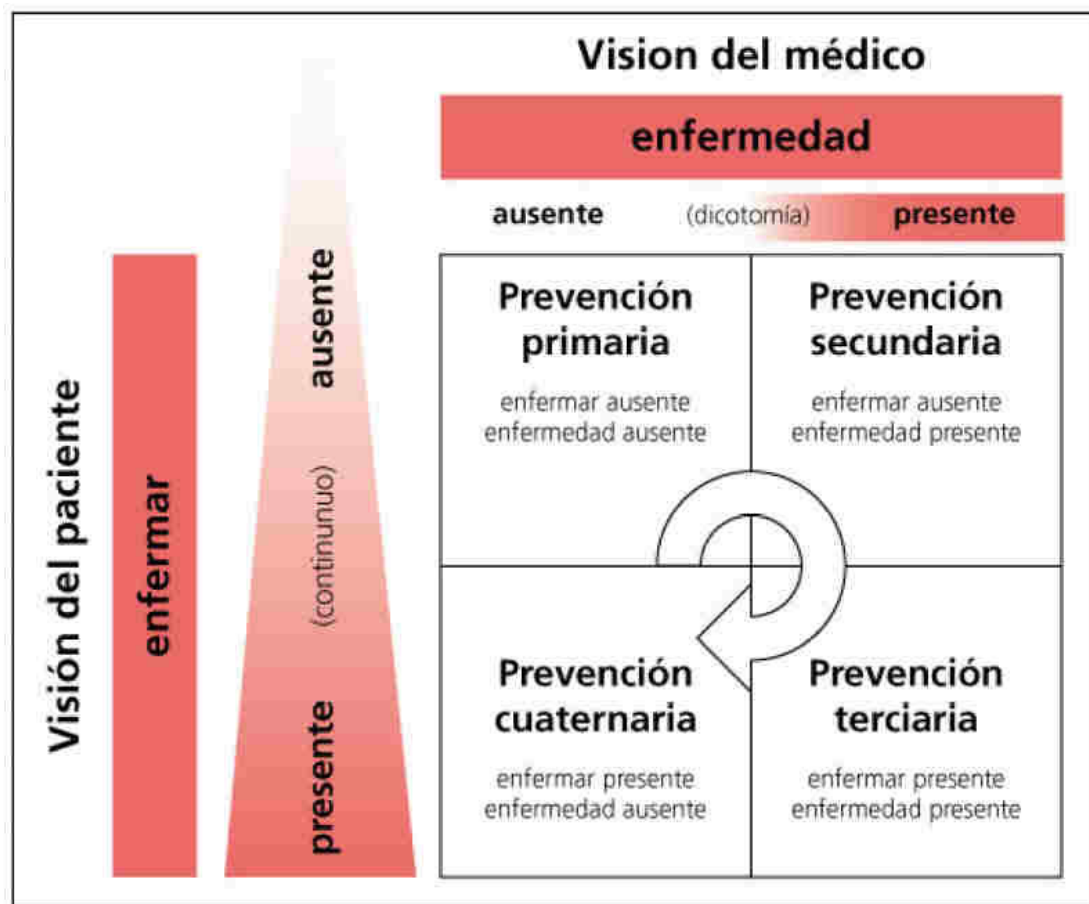 Vision del médico
enfermedad
ausente (dicotomía) presente
Visión del paciente
enfermar
ausente
(continunuo)
presente
Prevención
primaria
enfermar ausente
enfermedad ausente
Prevención
secundaria
enfermar ausente
enfermedad presente
Prevención
cuaternaria
enfermar presente
enfermedad ausente
Prevención
terciaria
enfermar presente
enfermedad presente